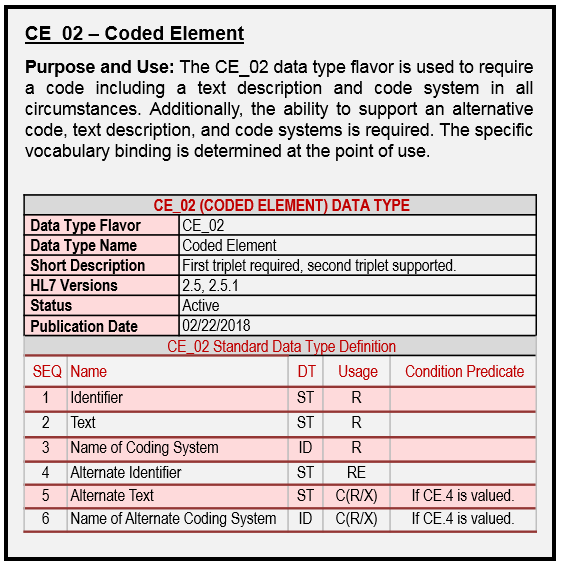 CE_02 – Coded Element
Purpose and Use: The CE_02 data type flavor is used to require
a code including a text description and code system in all
circumstances. Additionally, the ability to support an alternative
code, text description, and code systems is required. The specific
vocabulary binding is determined at the point of use.
CE_02 (CODED ELEMENT) DATA TYPE
Data Type Flavor CE_02
Data Type Name Coded Element
Short Description First triplet required, second triplet supported.
HL7 Versions 2.5, 2.5.1
Status Active
Publication Date 02/22/2018
CE_02 Standard Data Type Definition
SEQ Name DT Usage Condition Predicate
1 Identifier ST R
2 Text ST R
3 Name of Coding System ID R
4 Alternate Identifier ST RE
5 Alternate Text ST C(R/X) If CE.4 is valued.
6 Name of Alternate Coding System ID C(R/X) If CE.4 is valued.